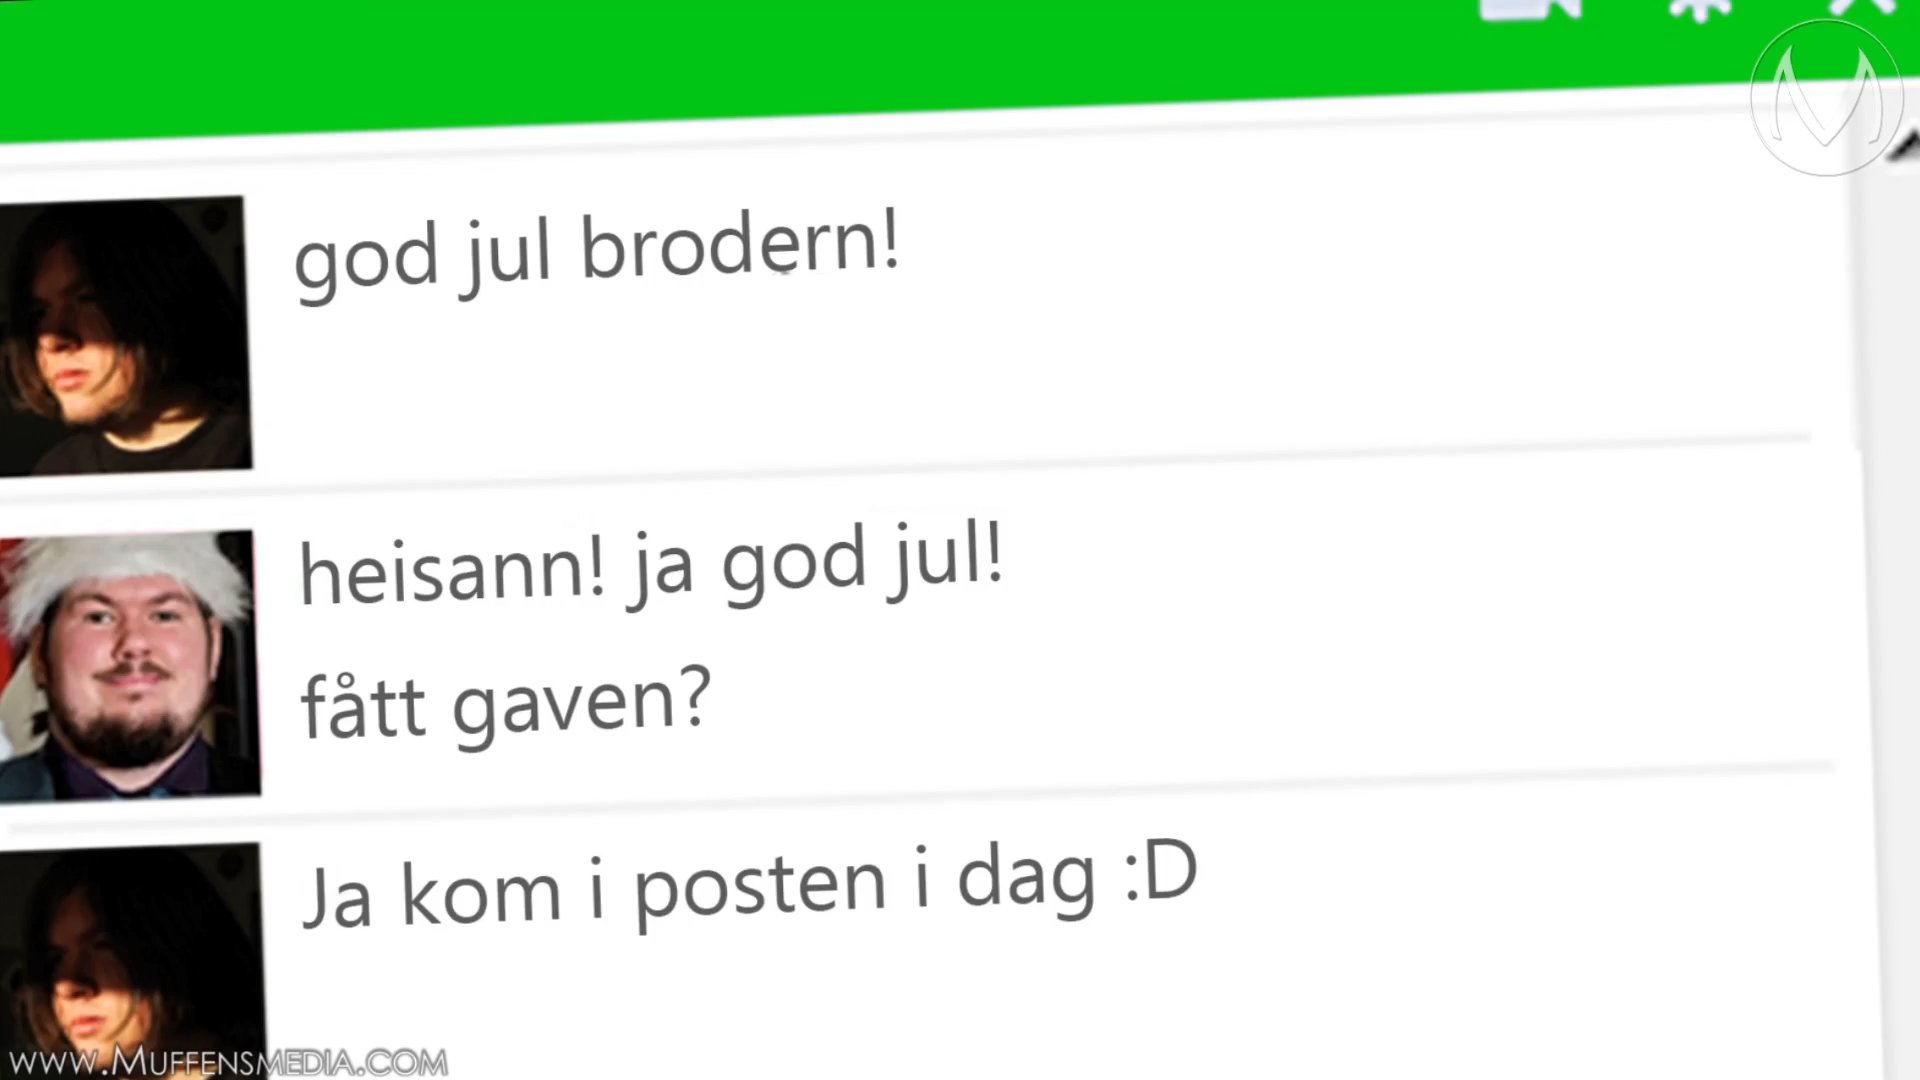 god jul brodern!
heisann! ja god jul!
fått gaven?
Ja kom i posten i dag :D
www.Muffensmedia.com